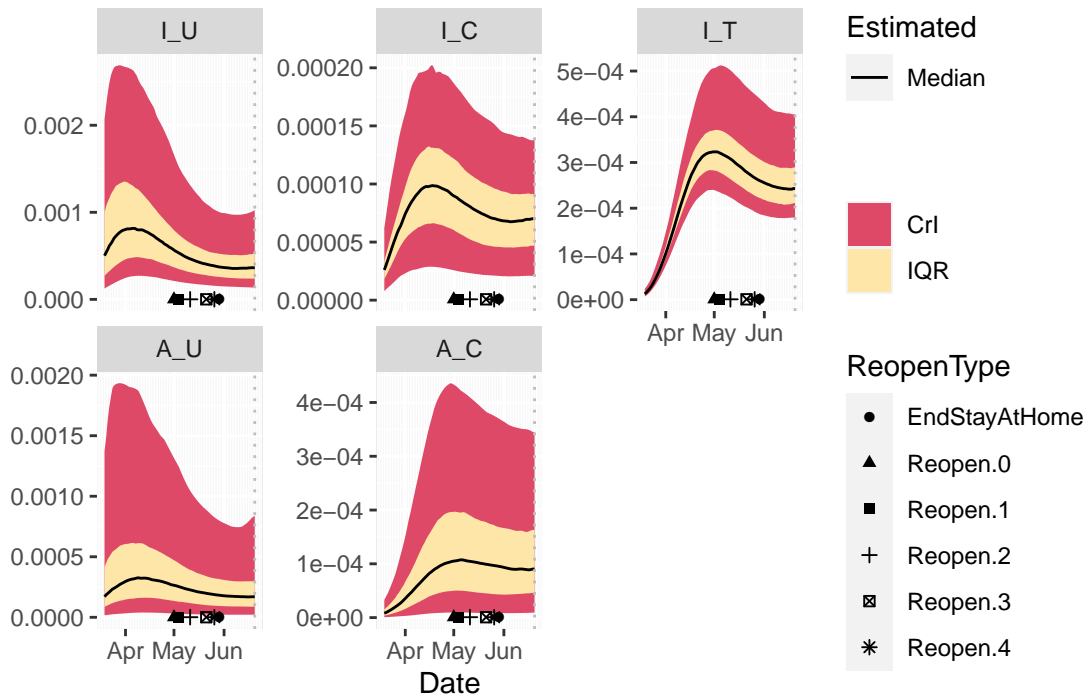 I_U
I_C
I_T
0.002
0.001
0.000
0.00020
0.00015
0.00010
0.00005
0.00000
5e−04
4e−04
3e−04
2e−04
1e−04
0e+00
Apr May Jun
A_U
A_C
0.0020
0.0015
0.0010
0.0005
0.0000
Apr May Jun
4e−04
3e−04
2e−04
1e−04
0e+00
Apr May Jun
Date
Estimated
Median
CrI
IQR
ReopenType
EndStayAtHome
Reopen.0
Reopen.1
Reopen.2
Reopen.3
Reopen.4